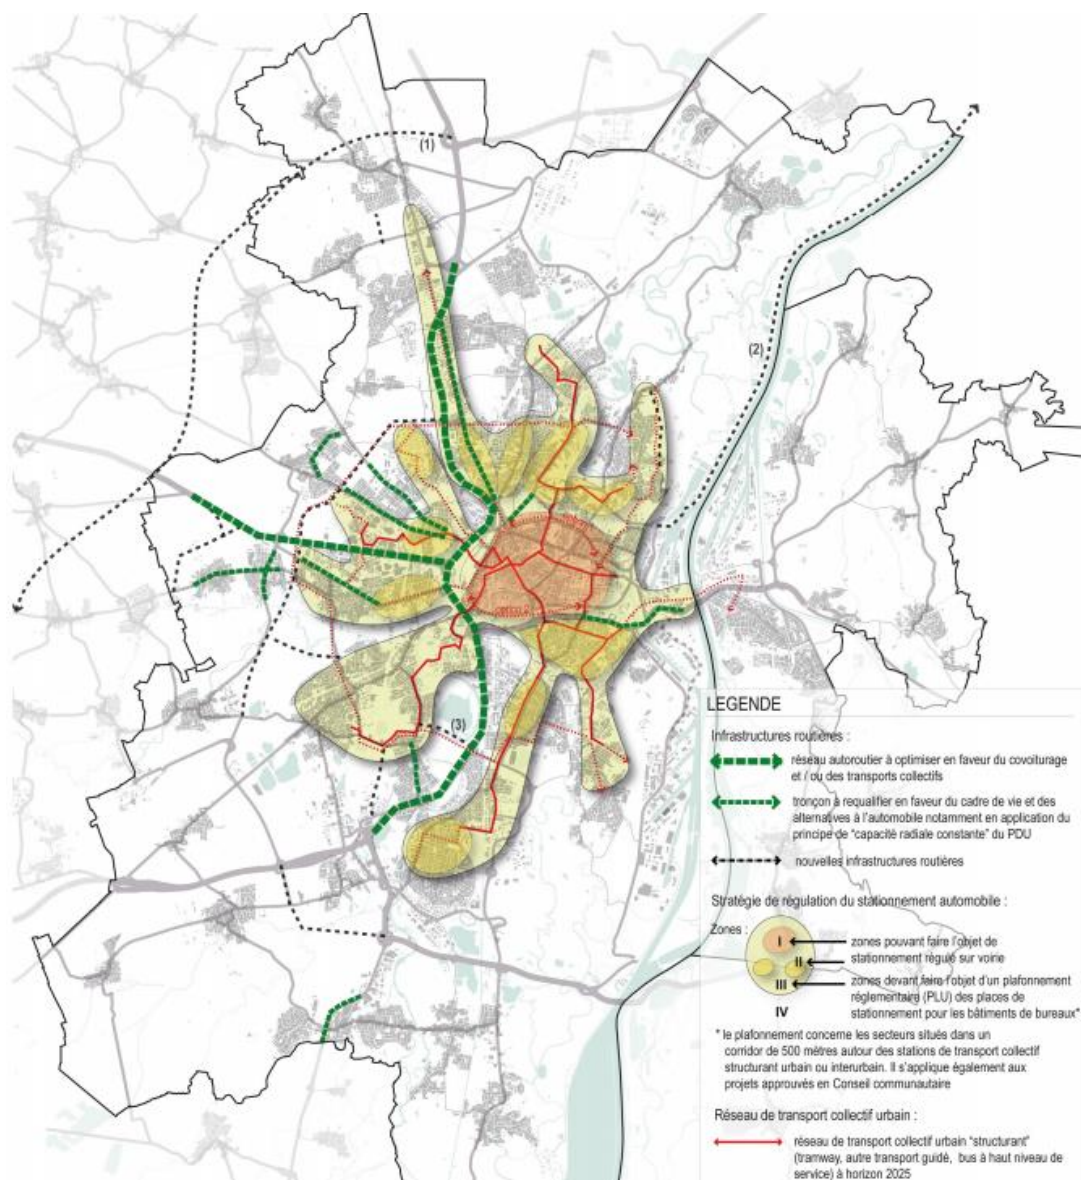 (1)
(2)
(3)
LEGENDE
Infrastructures routières :
réseau autoroutier à optimiser en faveur du covoiturage
et / ou des transports collectifs
tronçon à requalifier en faveur du cadre de vie et des
alternatives à l'automobile notamment en application du
principe de "capacité radiale constante" du PDU
nouvelles infrastructures routières
Stratégie de régulation du stationnement automobile :
Zones :
I
II
III
IV
zones pouvant faire l'objet de
stationnement régulé sur voirie
zones devant faire l'objet d'un plafonnement
réglementaire (PLU) des places de
stationnement pour les bâtiments de bureaux*
* le plafonnement concerne les secteurs situés dans un
corridor de 500 mètres autour des stations de transport collectif
structurant urbain ou interurbain. Il s'applique également aux
projets approuvés en Conseil communautaire
Réseau de transport collectif urbain :
réseau de transport collectif urbain "structurant"
(tramway, autre transport guidé, bus à haut niveau de
service) à horizon 2025